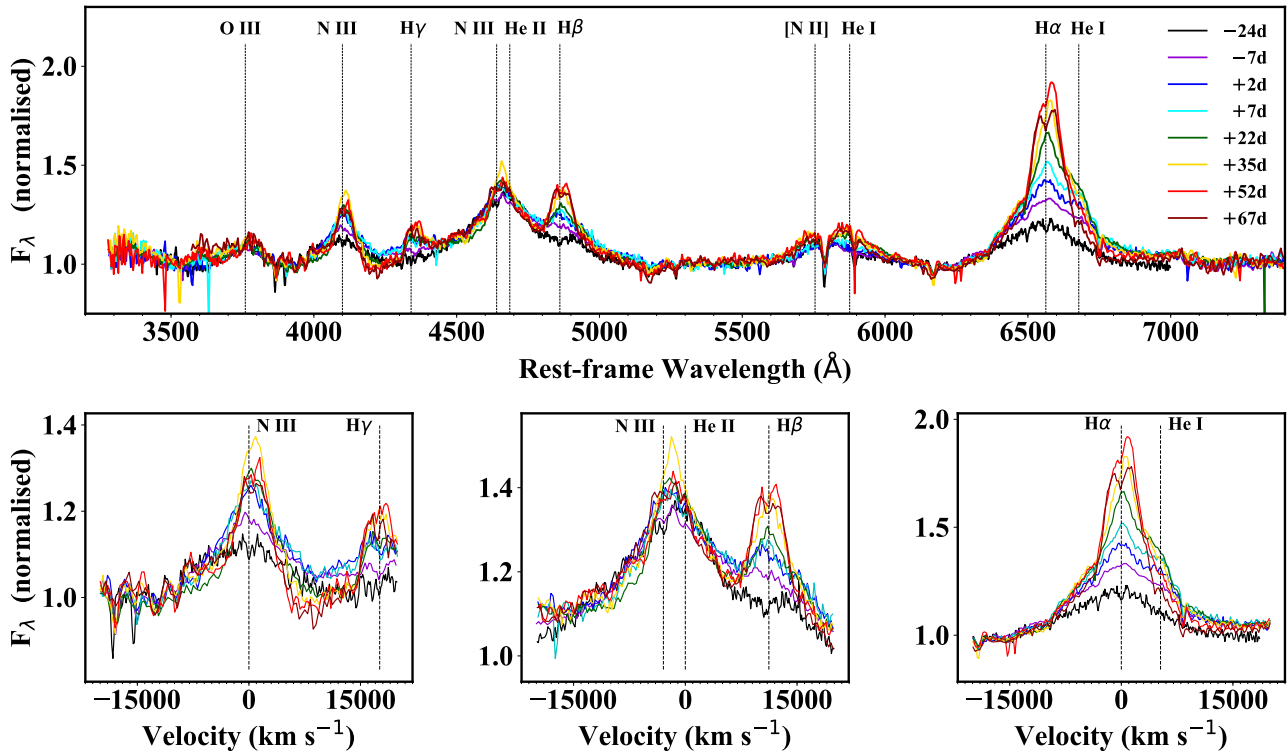 O III N III Hγ N III He II Hβ [N II] He I Hα He I
−24d
−7d
+2d
+7d
+22d
+35d
+52d
+67d
2.0
1.5
1.0
F_λ (normalised)
3500 4000 4500 5000 5500 6000 6500 7000
Rest-frame Wavelength (Å)
N III Hγ
1.4
1.2
1.0
F_λ (normalised)
−15000 0 15000
Velocity (km s⁻¹)
N III He II Hβ
1.4
1.2
1.0
−15000 0 15000
Velocity (km s⁻¹)
Hα He I
2.0
1.5
1.0
−15000 0 15000
Velocity (km s⁻¹)